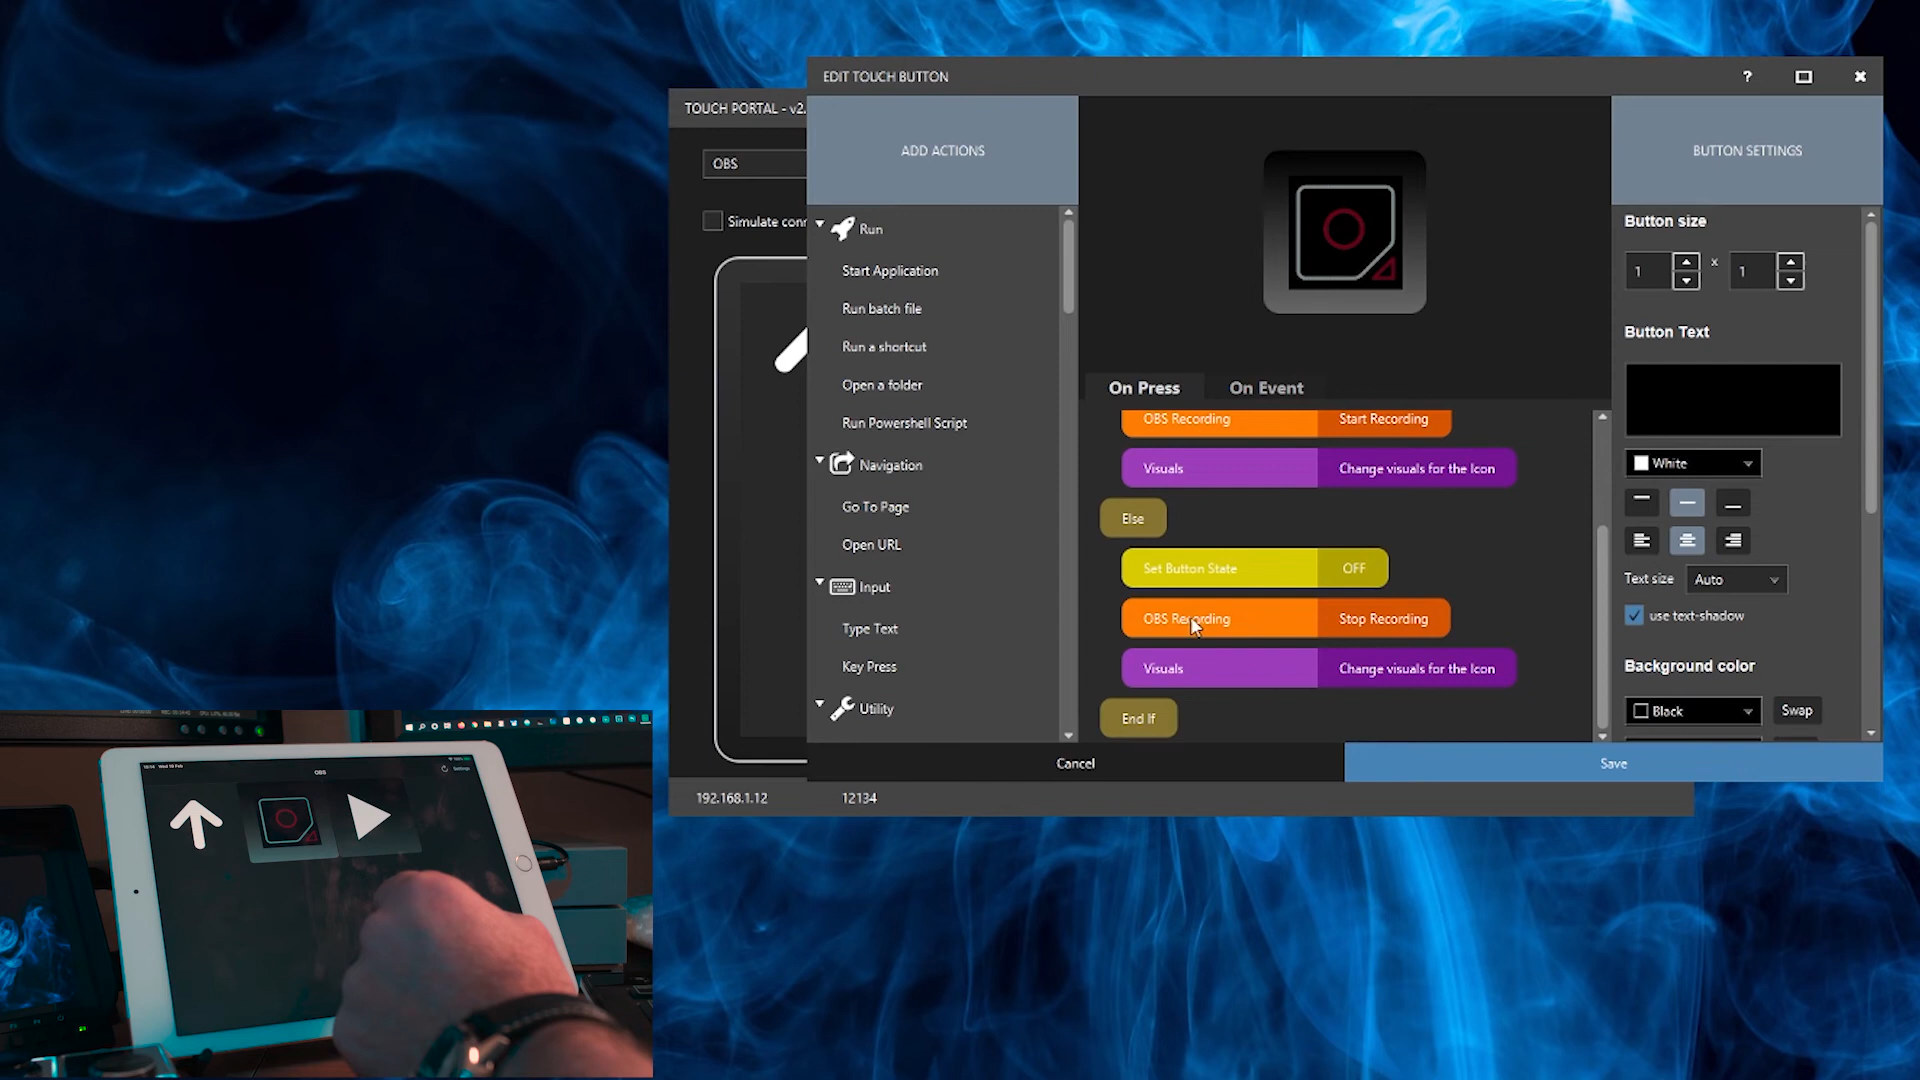 EDIT TOUCH BUTTON
?
TOUCH PORTAL - v2.
ADD ACTIONS
BUTTON SETTINGS
OBS
Simulate conn
Run
Start Application
Run batch file
Run a shortcut
Open a folder
Run Powershell Script
Navigation
Go To Page
Open URL
Input
Type Text
Key Press
Utility
On Press
On Event
OBS Recording
Start Recording
Visuals
Change visuals for the Icon
Else
Set Button State
OFF
OBS Recording
Stop Recording
Visuals
Change visuals for the Icon
End If
Button size
1
x
1
Button Text
White
Text size
Auto
use text-shadow
Background color
Black
Swap
Cancel
Save
192.168.1.12
12134
OBS
Settings